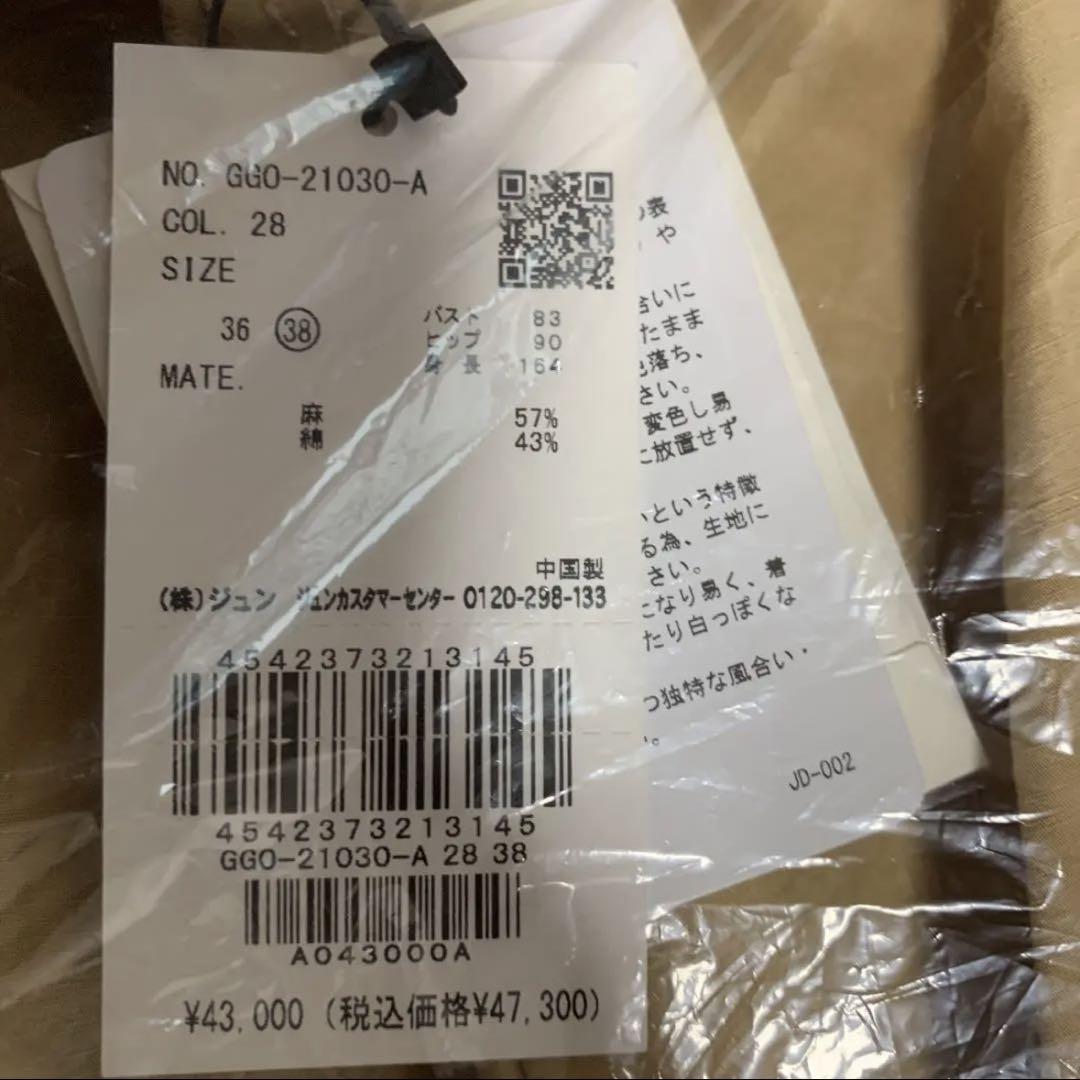 NO. GGO-21030-A
COL. 28
SIZE
36 38
バスト 83
ヒップ 90
身長 164
MATE.
麻 57%
綿 43%
中国製
(株)ジュン ジュンカスタマーセンター 0120-298-133
4542373213145
4542373213145
GGO-21030-A 28 38
A043000A
¥43,000 (税込価格¥47,300)
表
や
合いに
たまま
色落ち、
さい。
変色し易
に放置せず、
いという特徴
る為、生地に
さい。
になり易く、着
たり白っぽくな
つ独特な風合い・
。
JD-002